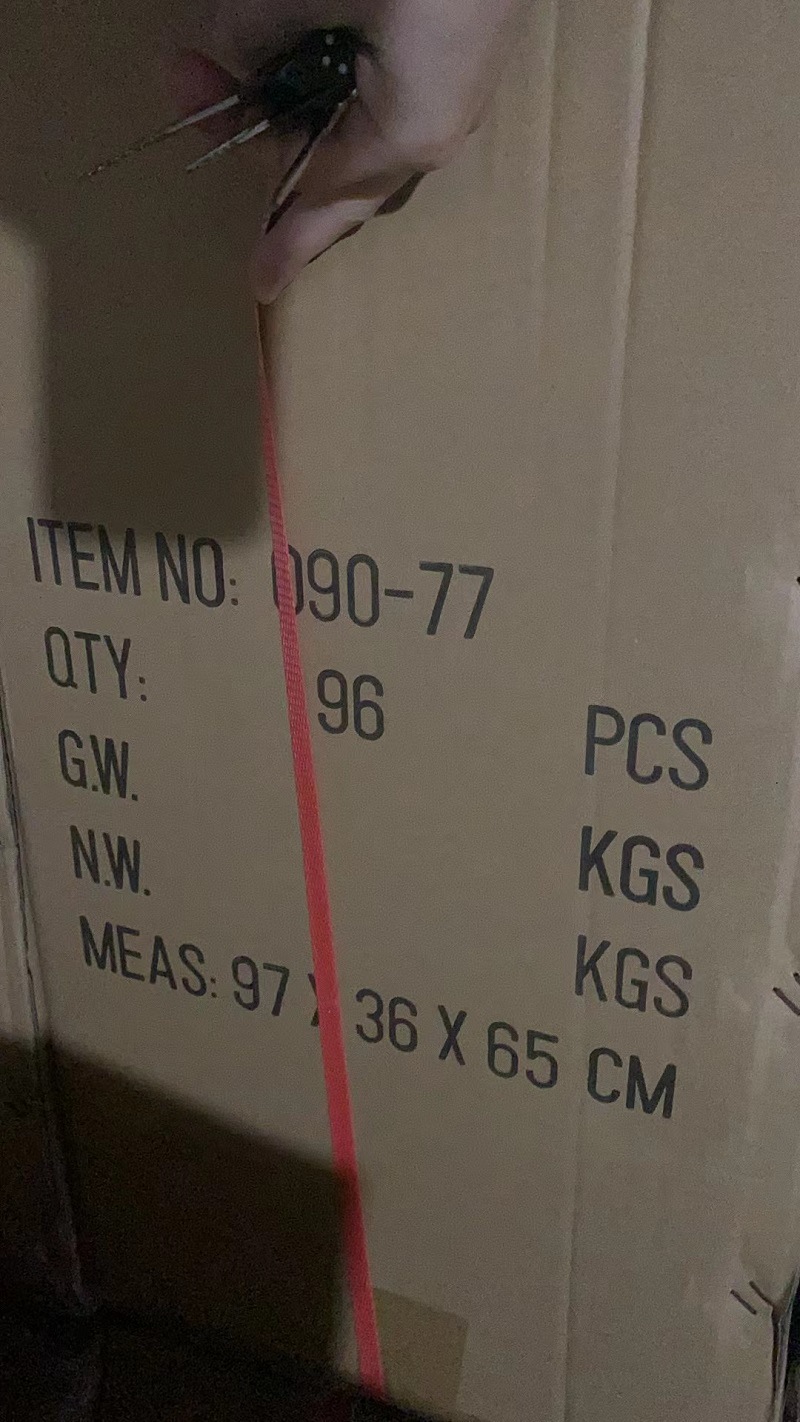 ITEM NO: 090-77
QTY: 96 PCS
G.W. KGS
N.W. KGS
MEAS: 97 X 36 X 65 CM